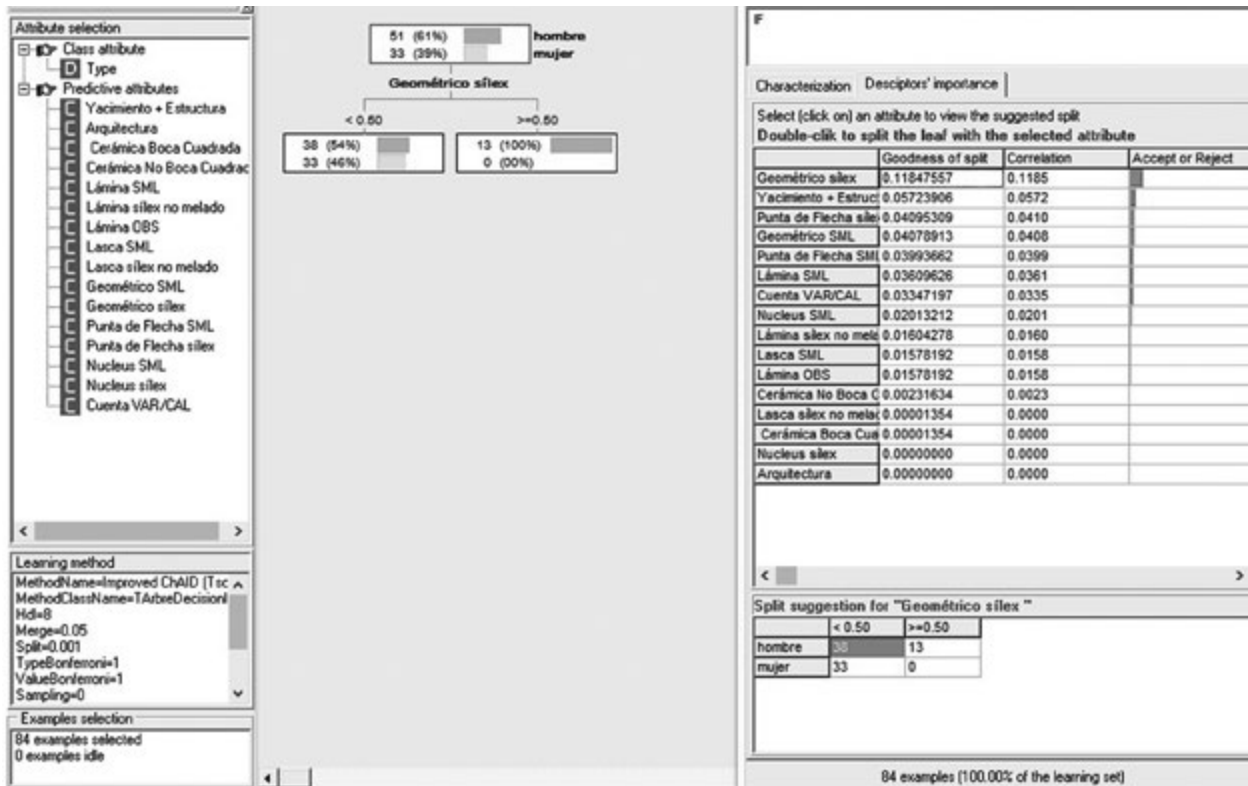 Attribute selection
Class attribute
Type
Predictive attributes
Yacimiento + Estructura
Arquitectura
Cerámica Boca Cuadrada
Cerámica No Boca Cuadrac
Lámina SML
Lámina sílex no melado
Lámina OBS
Lasca SML
Lasca sílex no melado
Geométrico SML
Geométrico sílex
Punta de Flecha SML
Punta de Flecha sílex
Nucleus SML
Nucleus sílex
Cuenta VAR/CAL
Learning method
MethodName=Improved ChAID (Tsc
MethodClassName=TArbreDecisionI
Hdl=8
Merge=0.05
Split=0.001
TypeBonferroni=1
ValueBonferroni=1
Sampling=0
Examples selection
84 examples selected
0 examples idle
51 (61%) hombre
33 (39%) mujer
Geométrico sílex
< 0.50 >=0.50
38 (54%) 13 (100%)
33 (46%) 0 (00%)
F
Characterization Desciptors' importance
Select (click on) an attribute to view the suggested split
Double-clik to split the leaf with the selected attribute
Goodness of split Correlation Accept or Reject
Geométrico sílex 0.11847557 0.1185
Yacimiento + Estruc 0.05723906 0.0572
Punta de Flecha síle 0.04095309 0.0410
Geométrico SML 0.04078913 0.0408
Punta de Flecha SML 0.03993662 0.0399
Lámina SML 0.03609626 0.0361
Cuenta VAR/CAL 0.03347197 0.0335
Nucleus SML 0.02013212 0.0201
Lámina sílex no mela 0.01604278 0.0160
Lasca SML 0.01578192 0.0158
Lámina OBS 0.01578192 0.0158
Cerámica No Boca C 0.00231634 0.0023
Lasca sílex no melac 0.00001354 0.0000
Cerámica Boca Cua 0.00001354 0.0000
Nucleus sílex 0.00000000 0.0000
Arquitectura 0.00000000 0.0000
Split suggestion for "Geométrico sílex "
< 0.50 >=0.50
hombre 38 13
mujer 33 0
84 examples (100.00% of the learning set)